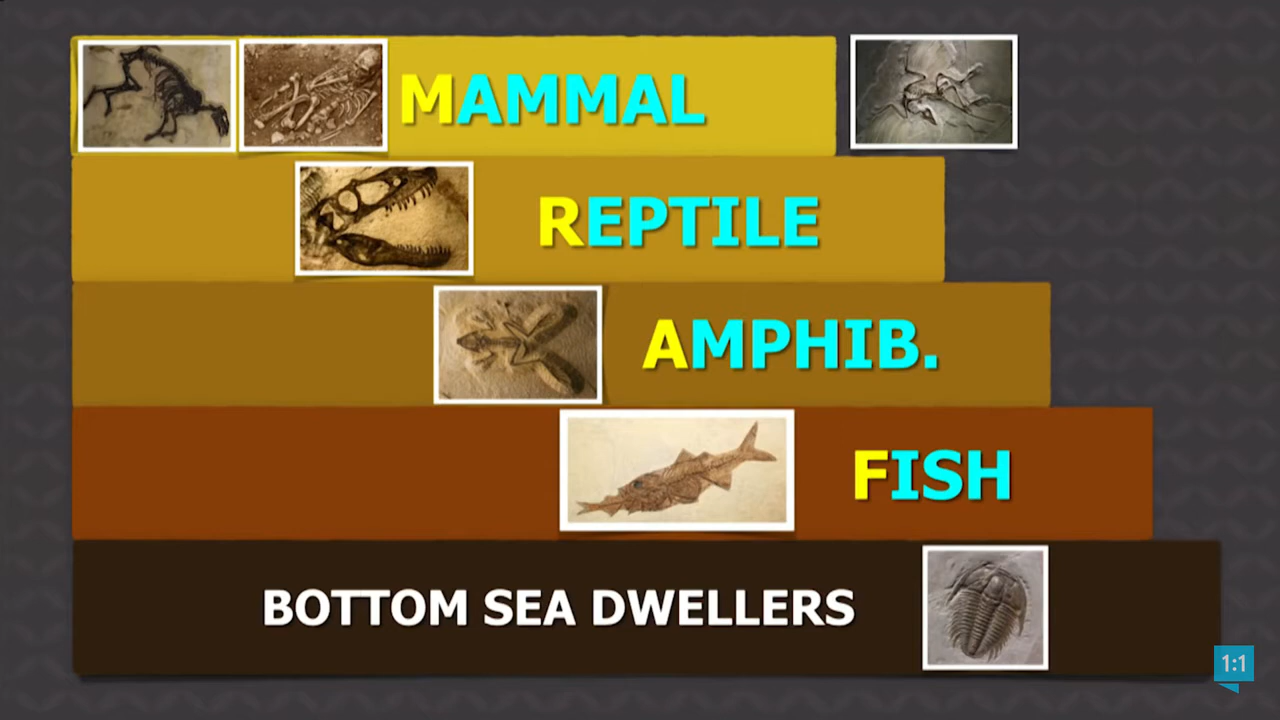 MAMMAL
REPTILE
AMPHIB.
FISH
BOTTOM SEA DWELLERS
1:1